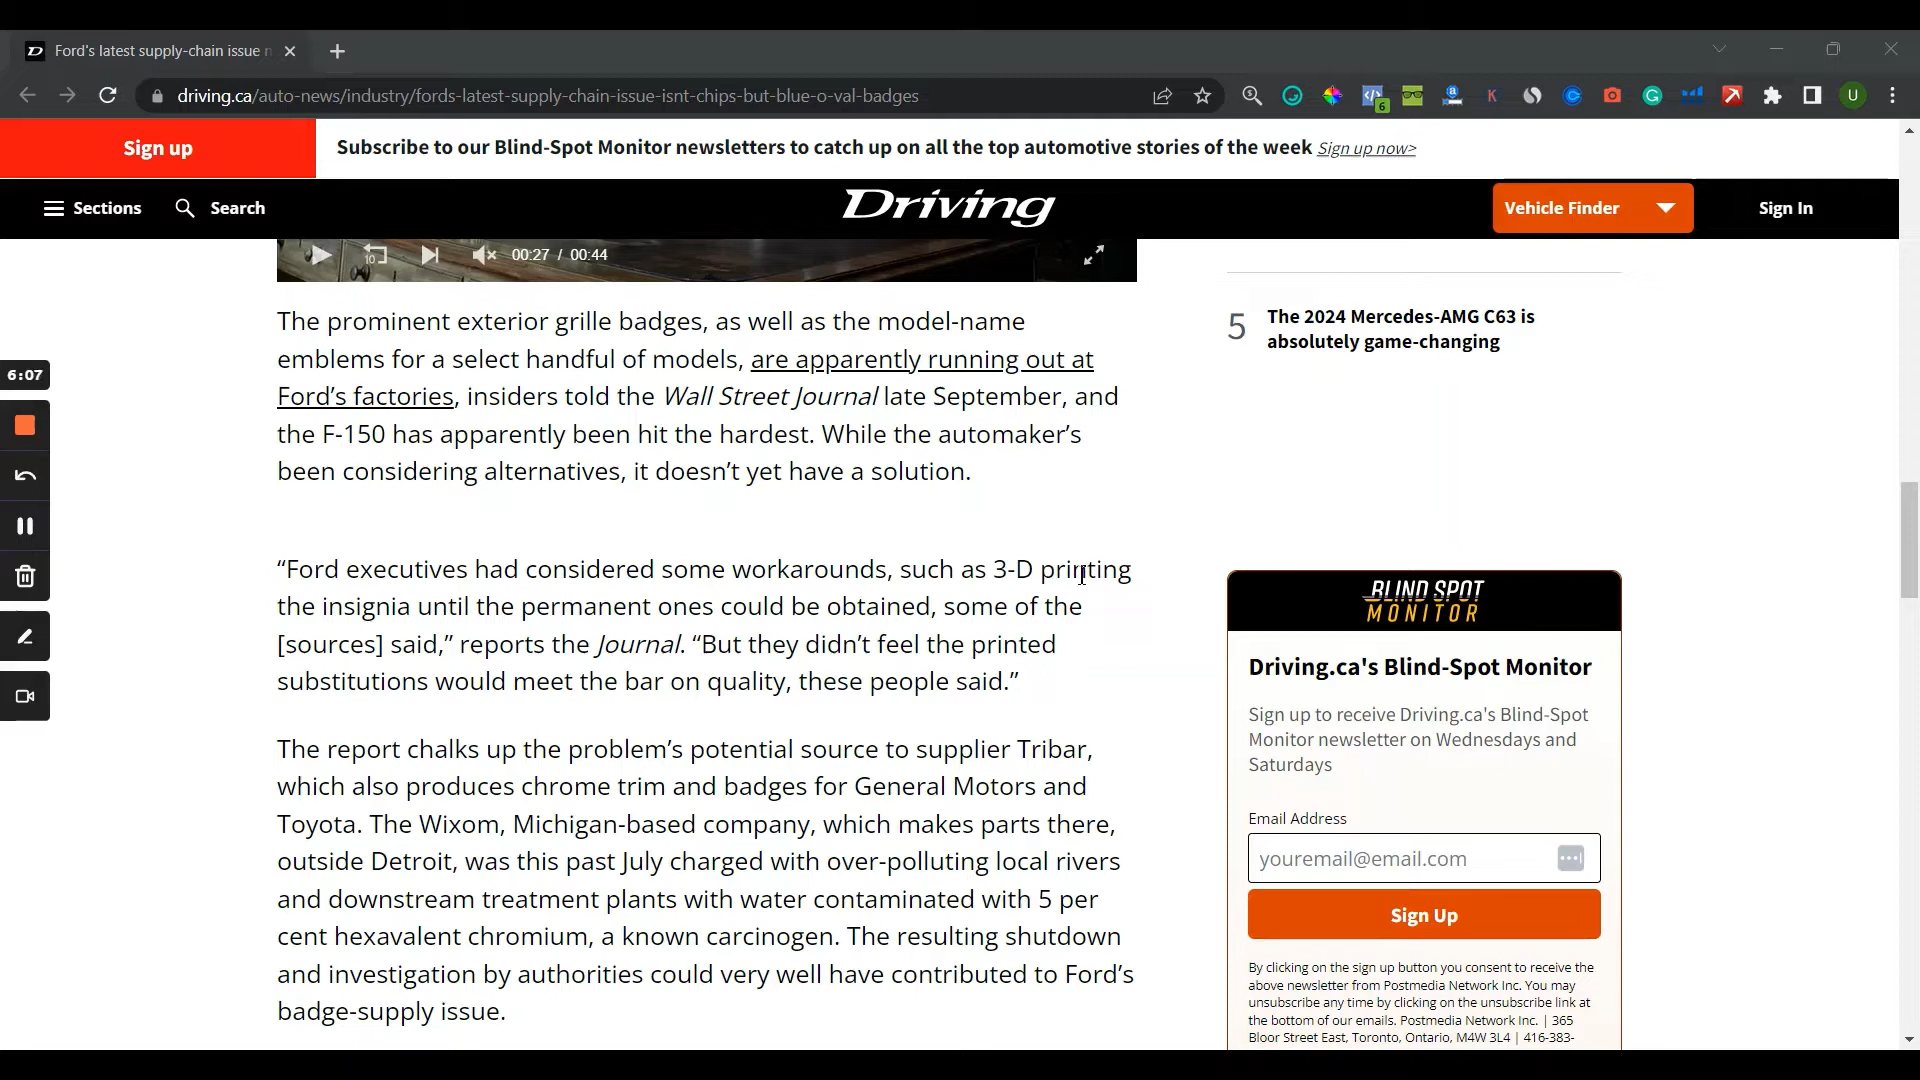 Ford's latest supply-chain issue
driving.ca/auto-news/industry/fords-latest-supply-chain-issue-isnt-chips-but-blue-o-val-badges
6
U
Sign up
Subscribe to our Blind-Spot Monitor newsletters to catch up on all the top automotive stories of the week Sign up now>
Sections
Search
Driving
Vehicle Finder
Sign In
10
00:27 / 00:44
The prominent exterior grille badges, as well as the model-name
emblems for a select handful of models, are apparently running out at
Ford’s factories, insiders told the Wall Street Journal late September, and
the F-150 has apparently been hit the hardest. While the automaker’s
been considering alternatives, it doesn’t yet have a solution.
“Ford executives had considered some workarounds, such as 3-D printing
the insignia until the permanent ones could be obtained, some of the
[sources] said,” reports the Journal. “But they didn’t feel the printed
substitutions would meet the bar on quality, these people said.”
The report chalks up the problem’s potential source to supplier Tribar,
which also produces chrome trim and badges for General Motors and
Toyota. The Wixom, Michigan-based company, which makes parts there,
outside Detroit, was this past July charged with over-polluting local rivers
and downstream treatment plants with water contaminated with 5 per
cent hexavalent chromium, a known carcinogen. The resulting shutdown
and investigation by authorities could very well have contributed to Ford’s
badge-supply issue.
6:07
5
The 2024 Mercedes-AMG C63 is
absolutely game-changing
BLIND SPOT
MONITOR
Driving.ca's Blind-Spot Monitor
Sign up to receive Driving.ca's Blind-Spot
Monitor newsletter on Wednesdays and
Saturdays
Email Address
youremail@email.com
Sign Up
By clicking on the sign up button you consent to receive the
above newsletter from Postmedia Network Inc. You may
unsubscribe any time by clicking on the unsubscribe link at
the bottom of our emails. Postmedia Network Inc. | 365
Bloor Street East, Toronto, Ontario, M4W 3L4 | 416-383-